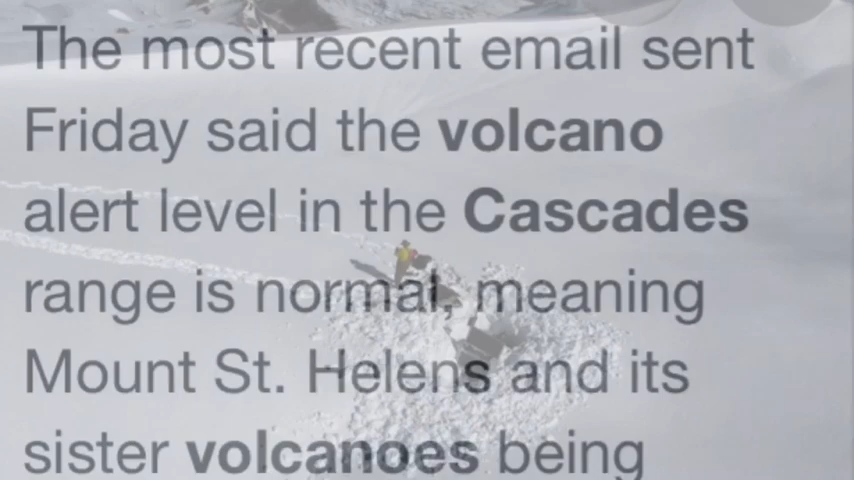 The most recent email sent
Friday said the volcano
alert level in the Cascades
range is normal, meaning
Mount St. Helens and its
sister volcanoes being